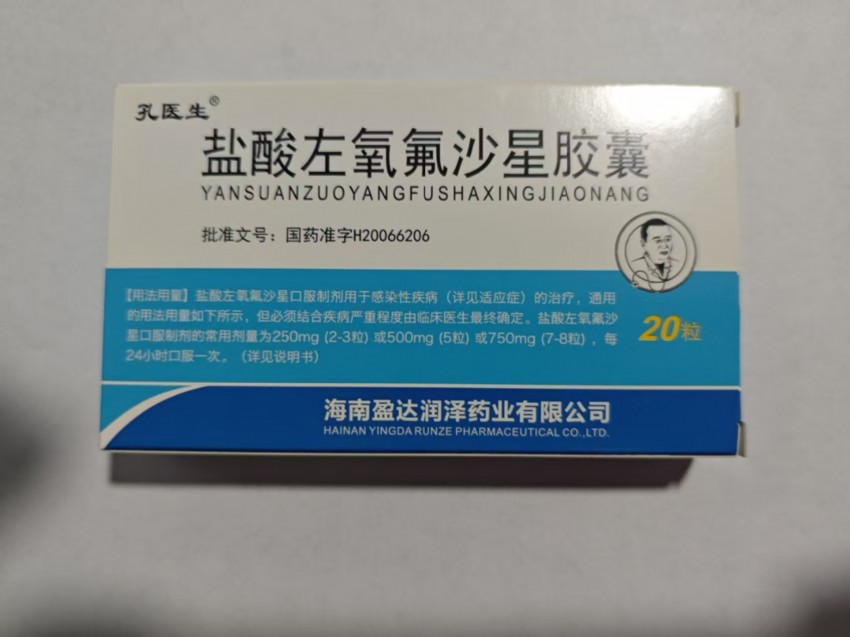 孔医生®
盐酸左氧氟沙星胶囊
YANSUANZUOYANGFUSHAXINGJIAONANG
批准文号：国药准字H20066206
【用法用量】盐酸左氧氟沙星口服制剂用于感染性疾病（详见适应症）的治疗，通用
的用法用量如下所示，但必须结合疾病严重程度由临床医生最终确定。盐酸左氧氟沙
星口服制剂的常用剂量为250mg (2-3粒) 或500mg (5粒) 或750mg (7-8粒)，每
24小时口服一次。（详见说明书）
20粒
海南盈达润泽药业有限公司
HAINAN YINGDA RUNZE PHARMACEUTICAL CO.,LTD.